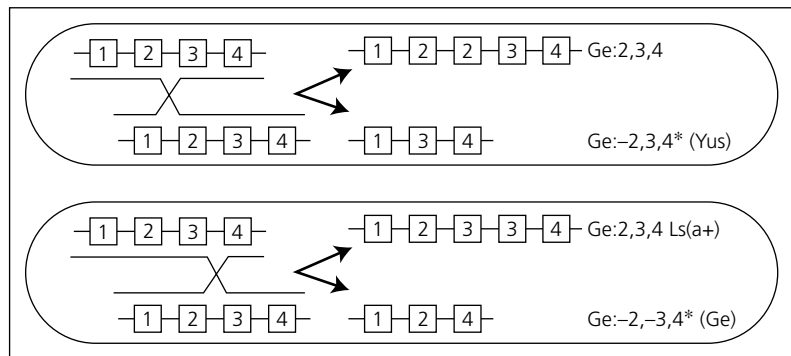 1 2 3 4
1 2 2 3 4 Ge:2,3,4
1 2 3 4
1 3 4 Ge:–2,3,4* (Yus)
1 2 3 4
1 2 3 3 4 Ge:2,3,4 Ls(a+)
1 2 3 4
1 2 4 Ge:–2,–3,4* (Ge)